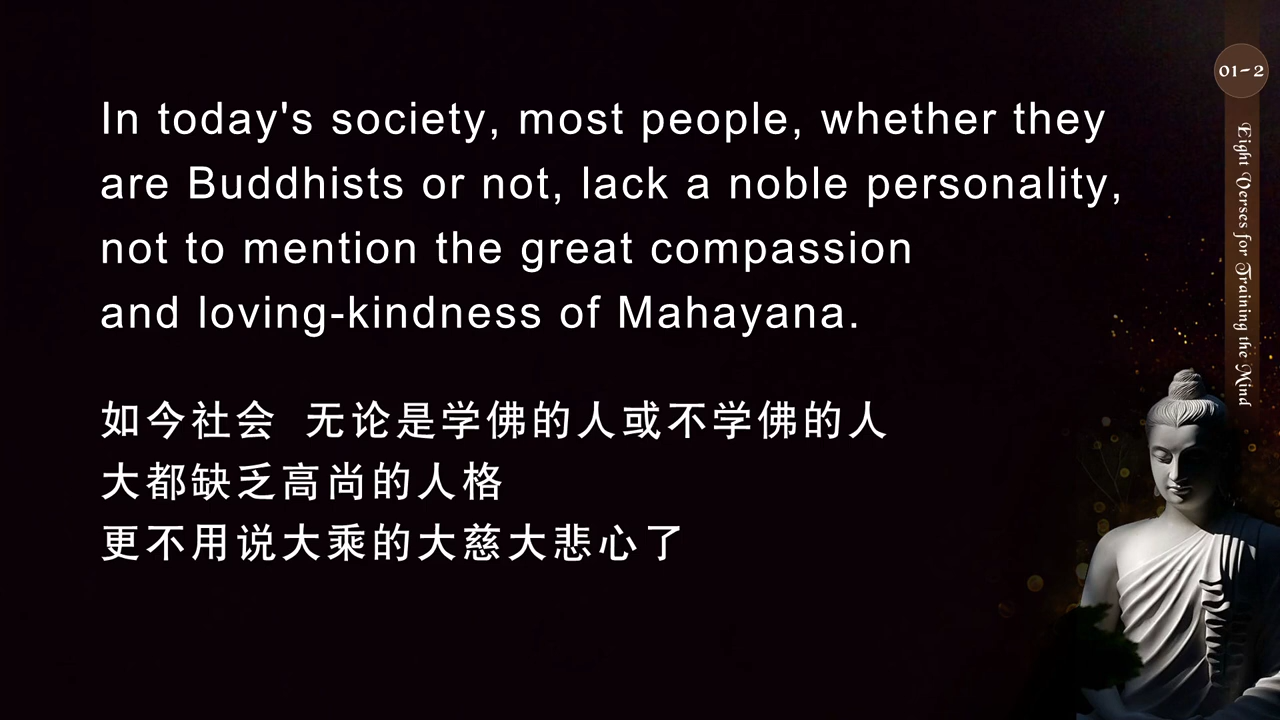 In today's society, most people, whether they
are Buddhists or not, lack a noble personality,
not to mention the great compassion
and loving-kindness of Mahayana.
如今社会 无论是学佛的人或不学佛的人
大都缺乏高尚的人格
更不用说大乘的大慈大悲心了
01-2
Eight Verses for Training the Mind